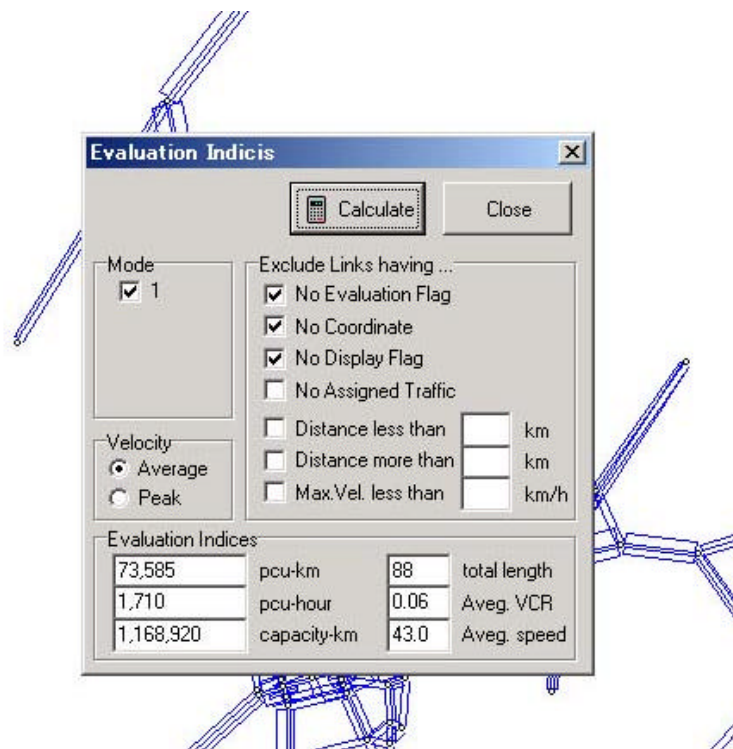 Evaluation Indicis
Calculate
Close
Mode
1
Exclude Links having ...
No Evaluation Flag
No Coordinate
No Display Flag
No Assigned Traffic
Distance less than km
Distance more than km
Max.Vel. less than km/h
Velocity
Average
Peak
Evaluation Indices
73,585 pcu-km 88 total length
1,710 pcu-hour 0.06 Aveg. VCR
1,168,920 capacity-km 43.0 Aveg. speed